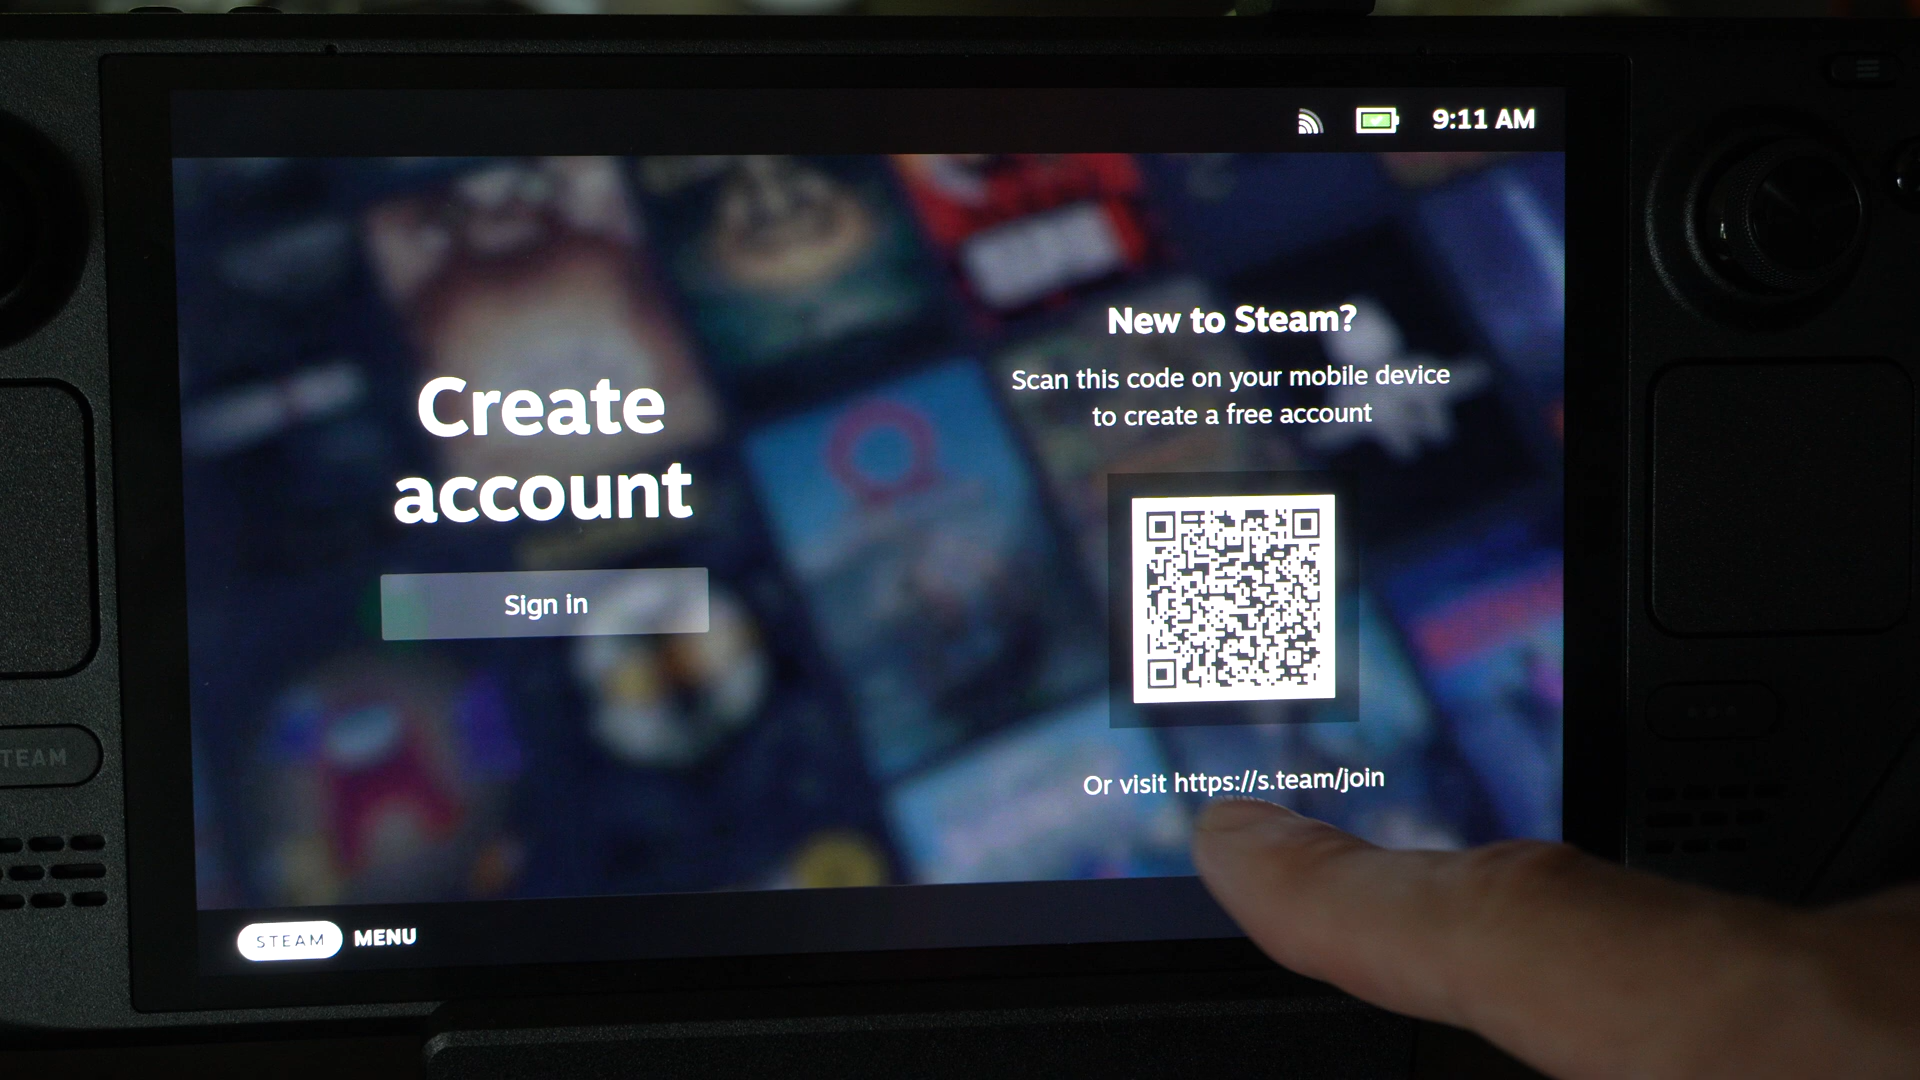 9:11 AM
Create
account
Sign in
New to Steam?
Scan this code on your mobile device
to create a free account
Or visit https://s.team/join
STEAM MENU
TEAM